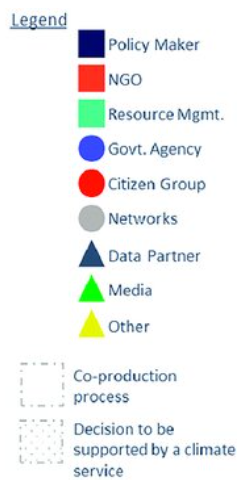 Legend
Policy Maker
NGO
Resource Mgmt.
Govt. Agency
Citizen Group
Networks
Data Partner
Media
Other
Co-production
process
Decision to be
supported by a climate
service